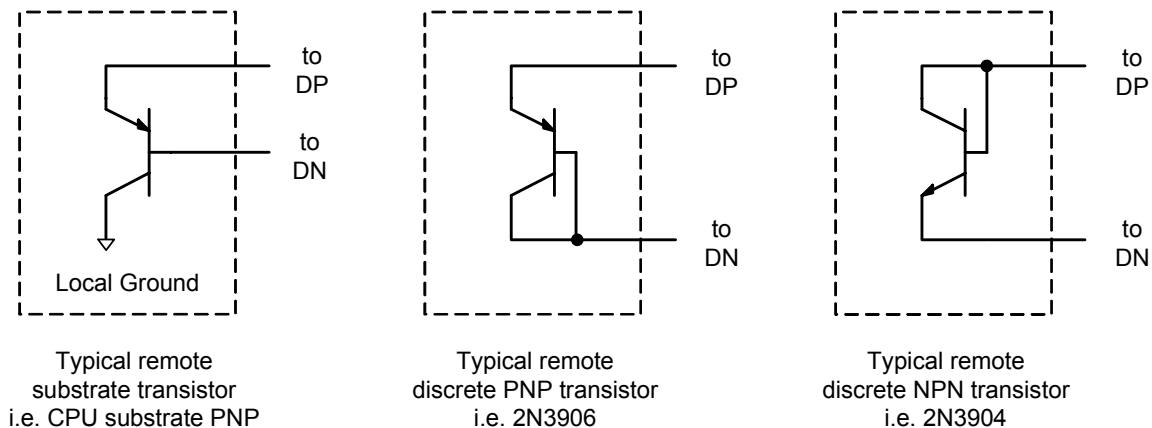 to
DP
to
DN
Local Ground
Typical remote
substrate transistor
i.e. CPU substrate PNP
to
DP
to
DN
Typical remote
discrete PNP transistor
i.e. 2N3906
to
DP
to
DN
Typical remote
discrete NPN transistor
i.e. 2N3904